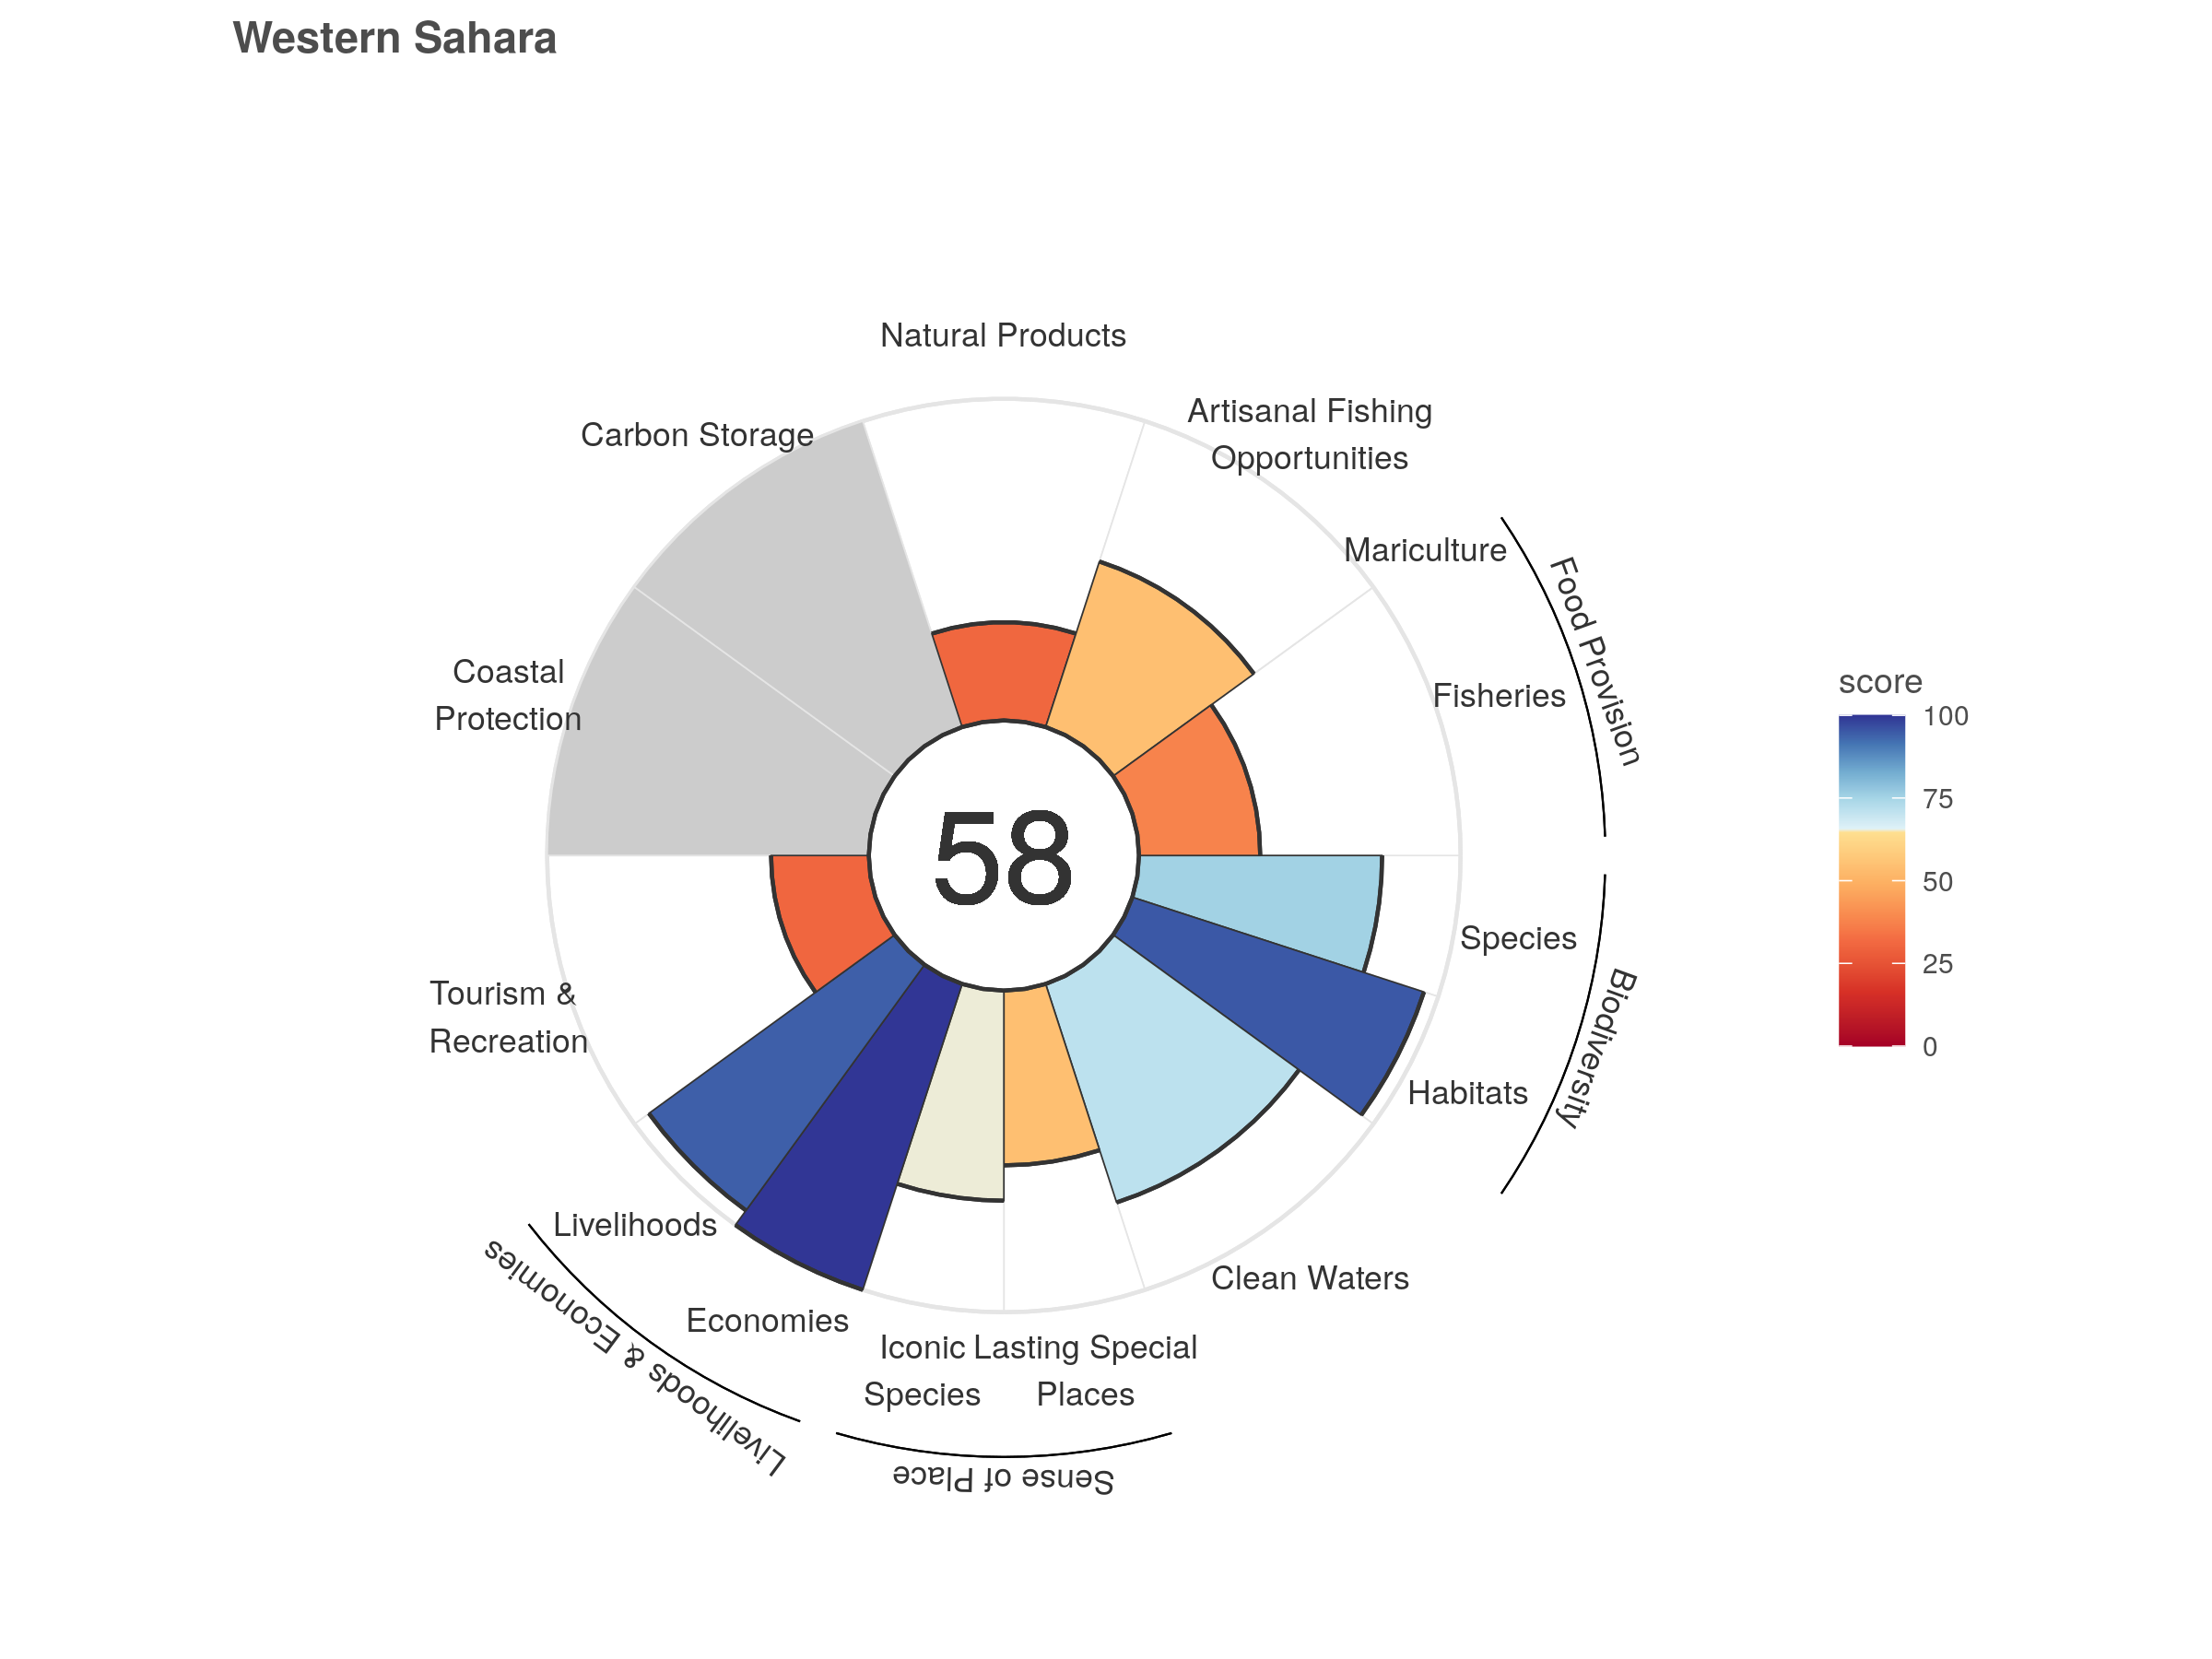 Western Sahara
Natural Products
Artisanal Fishing
Opportunities
Carbon Storage
Mariculture
Food Provision
Fisheries
Coastal
Protection
score
100
75
50
25
0
58
Species
Biodiversity
Tourism &
Recreation
Habitats
Livelihoods
Clean Waters
Economies
Livelihoods & Economies
Iconic
Species
Lasting Special
Places
Sense of Place